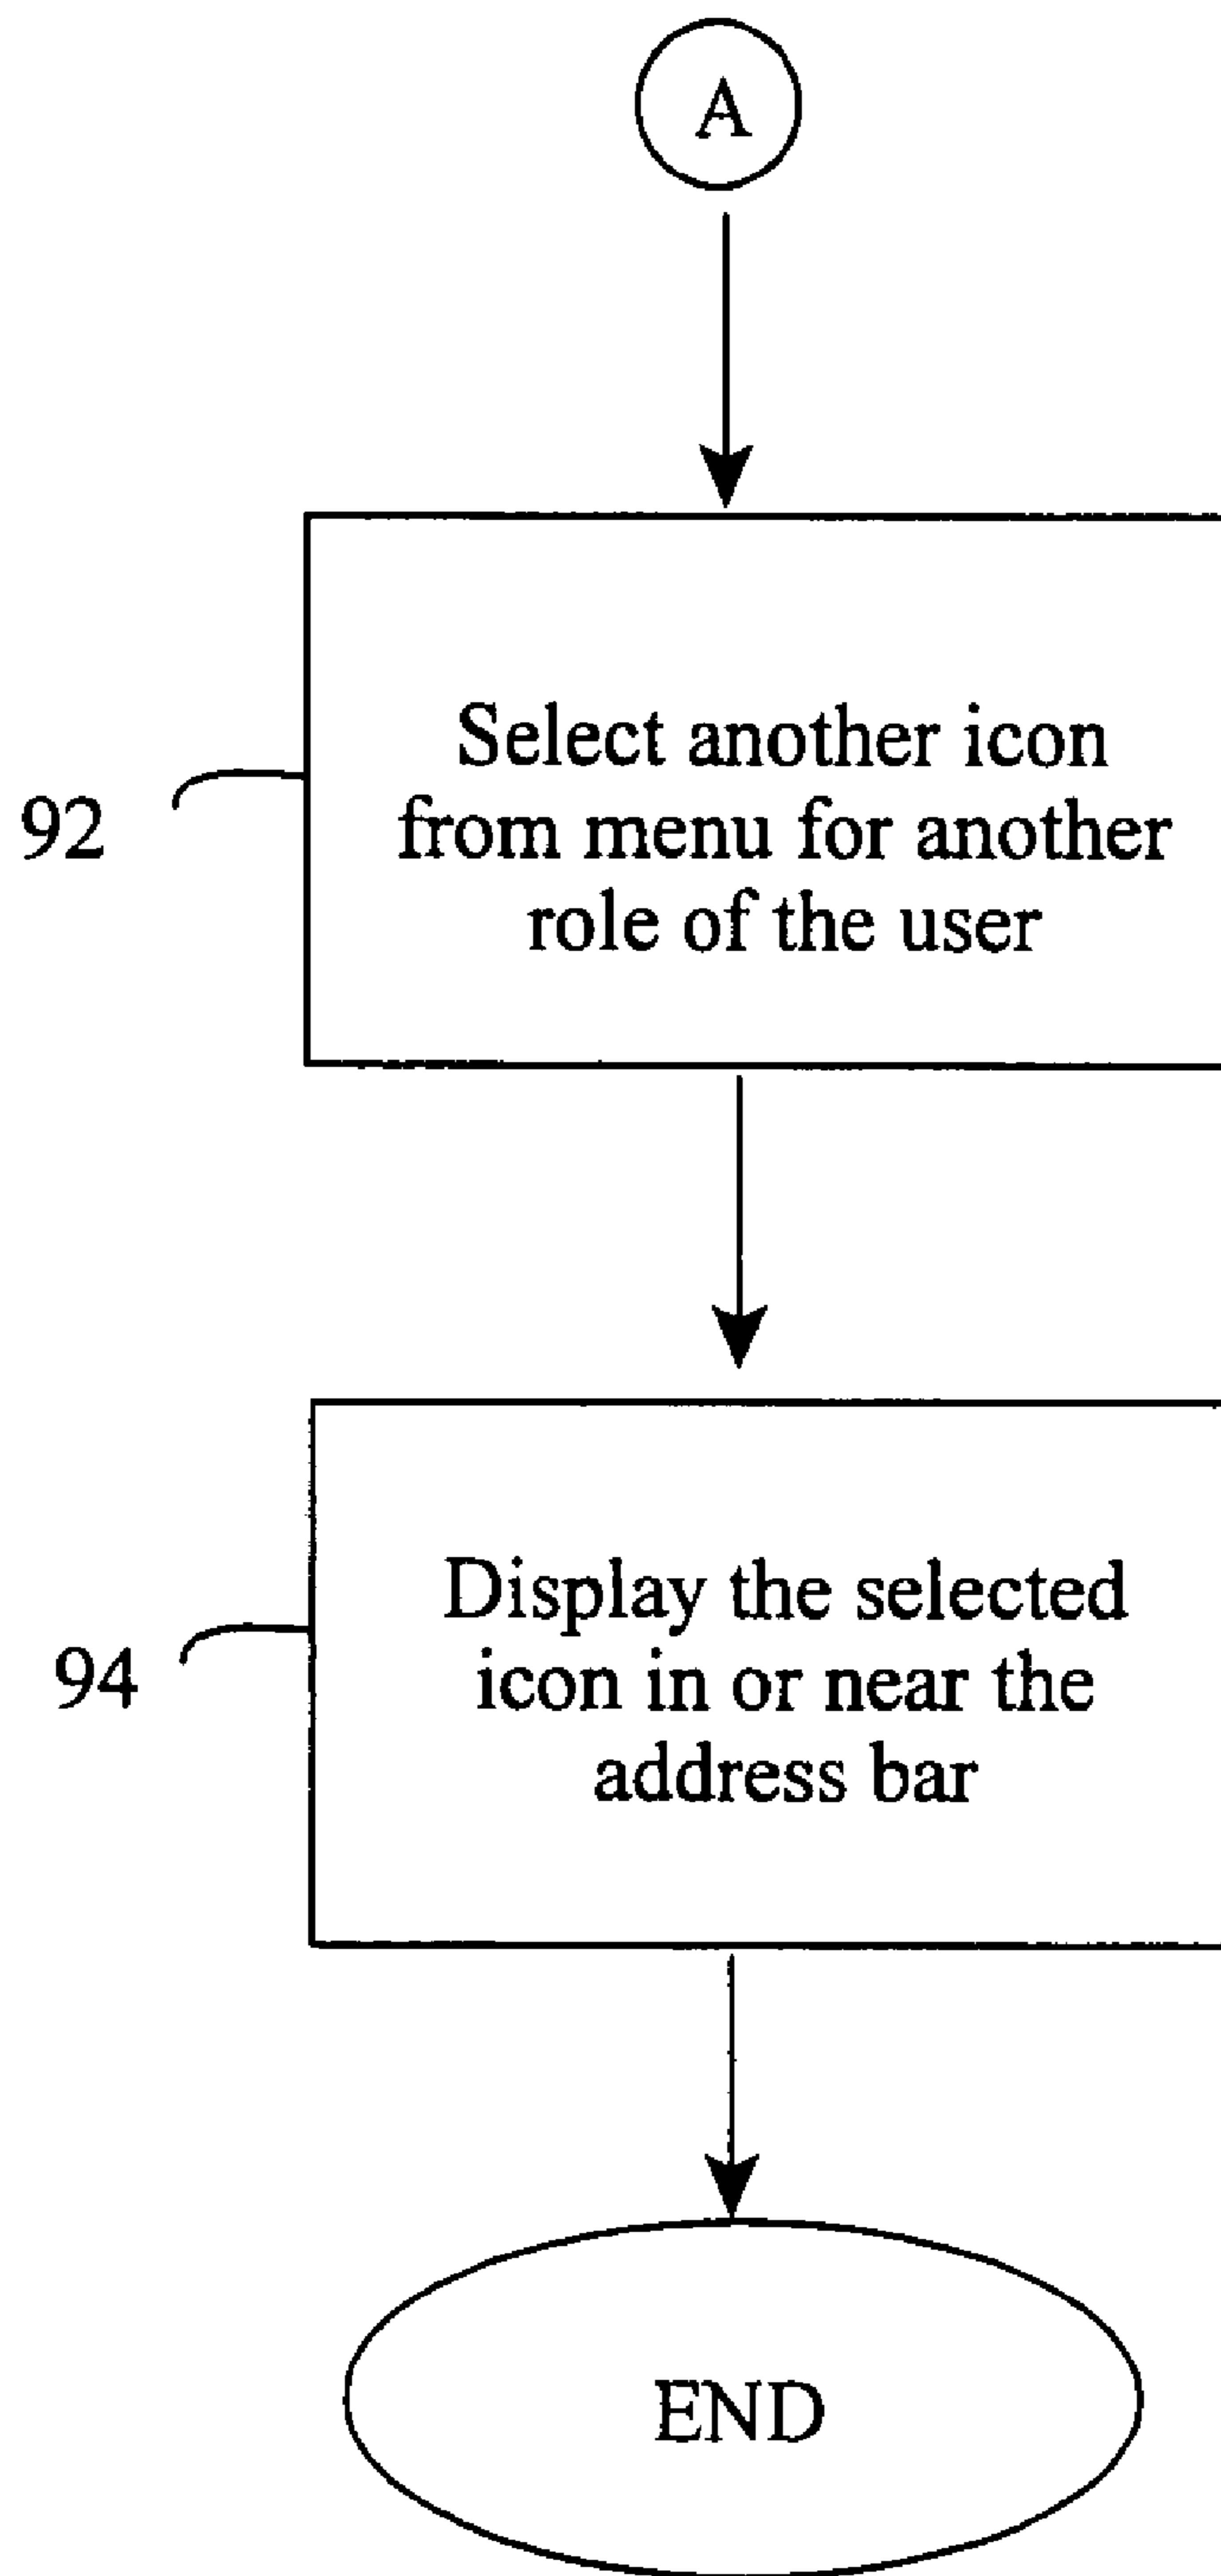 A
Select another icon
from menu for another
role of the user
92
Display the selected
icon in or near the
address bar
94
END